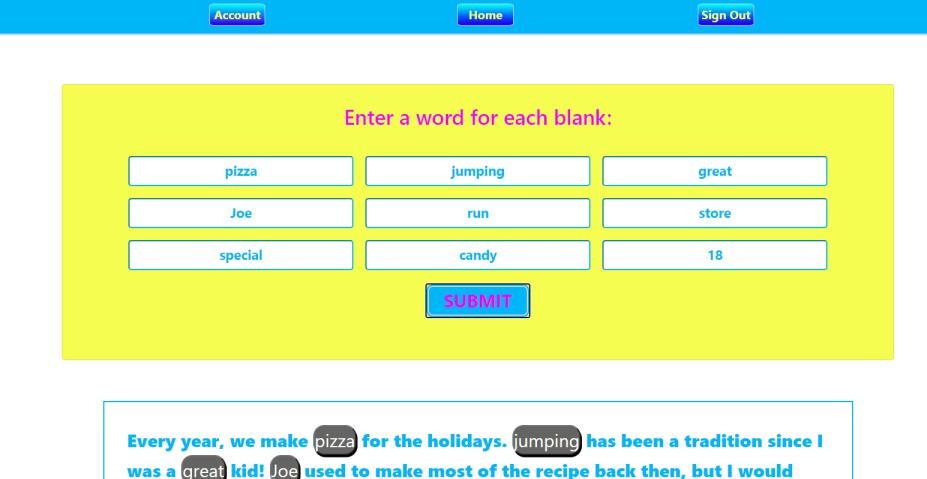 Account Home Sign Out
Enter a word for each blank:
pizza jumping great
Joe run store
special candy 18
SUBMIT
Every year, we make pizza for the holidays. jumping has been a tradition since I
was a great kid! Joe used to make most of the recipe back then, but I would